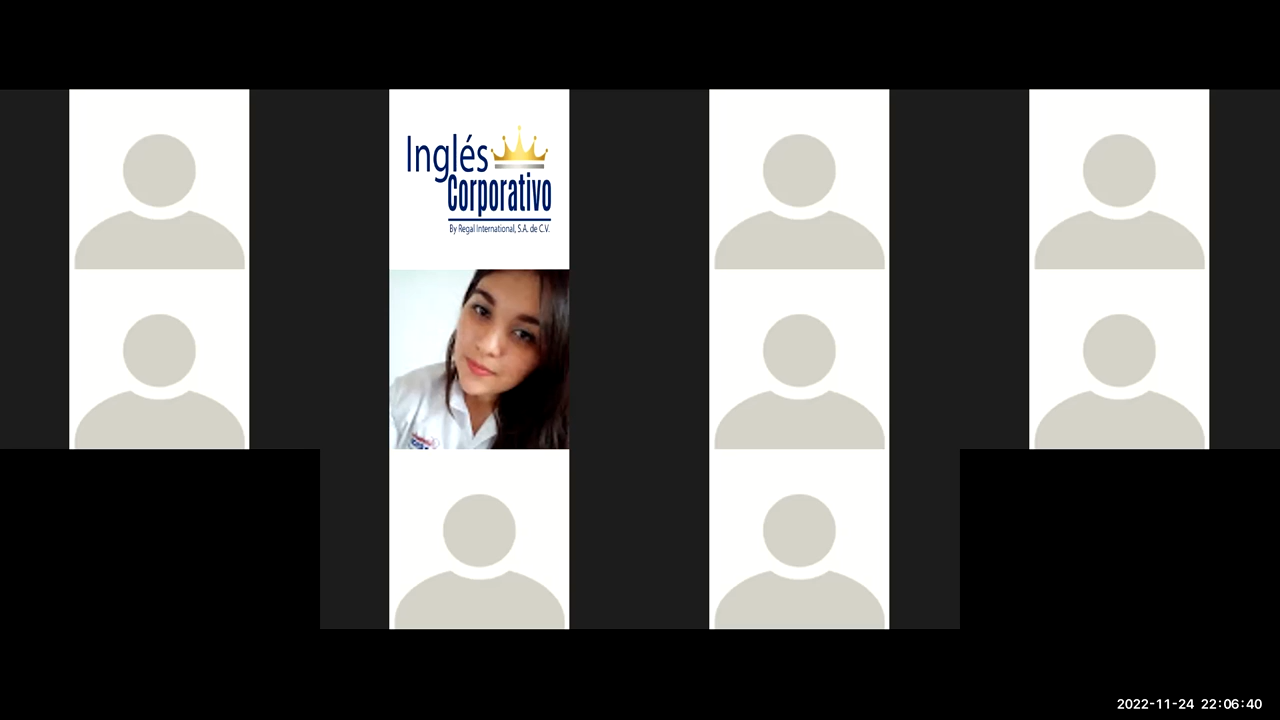 Inglés
Corporativo
By Regal International, S.A. de C.V.
2022-11-24 22:06:40